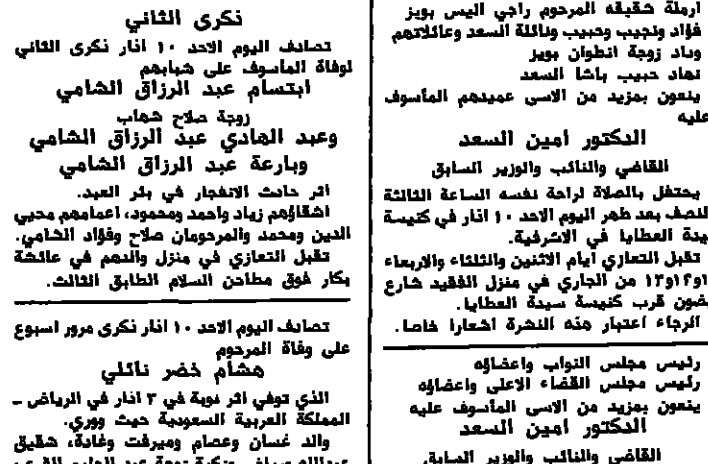 ارملة شقيقه المرحوم راجي اليس بويز
فؤاد ونجيب وحبيب ونائلة السعد وعائلاتهم
وداد زوجة انطوان بويز
نهاد حبيب باشا السعد
ينعون بمزيد من الاسى عميدهم المأسوف
عليه
الدكتور امين السعد
القاضي والنائب والوزير السابق
يحتفل بالصلاة لراحة نفسه الساعة الثالثة
والنصف بعد ظهر اليوم الاحد ١٠ اذار في كنيسة
سيدة العطايا في الاشرفية.
تقبل التعازي ايام الاثنين والثلثاء والاربعاء
١و١٢و١٣ من الجاري في منزل الفقيد شارع
قرب كنيسة سيدة العطايا.
الرجاء اعتبار هذه النشرة اشعارا خاصا.
رئيس مجلس النواب واعضاؤه
رئيس مجلس القضاء الاعلى واعضاؤه
ينعون بمزيد من الاسى المأسوف عليه
الدكتور امين السعد
القاضي والنائب والوزير السابق
نكرى الثاني
تصادف اليوم الاحد ١٠ اذار نكرى الثاني
لوفاة المأسوف على شبابهم
ابتسام عبد الرزاق الشامي
زوجة صلاح شهاب
وعبد الهادي عبد الرزاق الشامي
وبارعة عبد الرزاق الشامي
اثر حادث الانفجار في بئر العبد.
اشقاؤهم زياد واحمد ومحمود، اعمامهم محيي
الدين ومحمد والمرحومان صلاح وفؤاد الشامي.
تقبل التعازي في منزل والدهم في عائشة
بكار فوق مطاحن السلام الطابق الثالث.
تصادف اليوم الاحد ١٠ اذار نكرى مرور اسبوع
على وفاة المرحوم
هشام خضر نائلي
الذي توفي اثر نوبة في ٣ اذار في الرياض -
المملكة العربية السعودية حيث ووري.
والد غسان وعصام وميرفت وغادة، شقيق